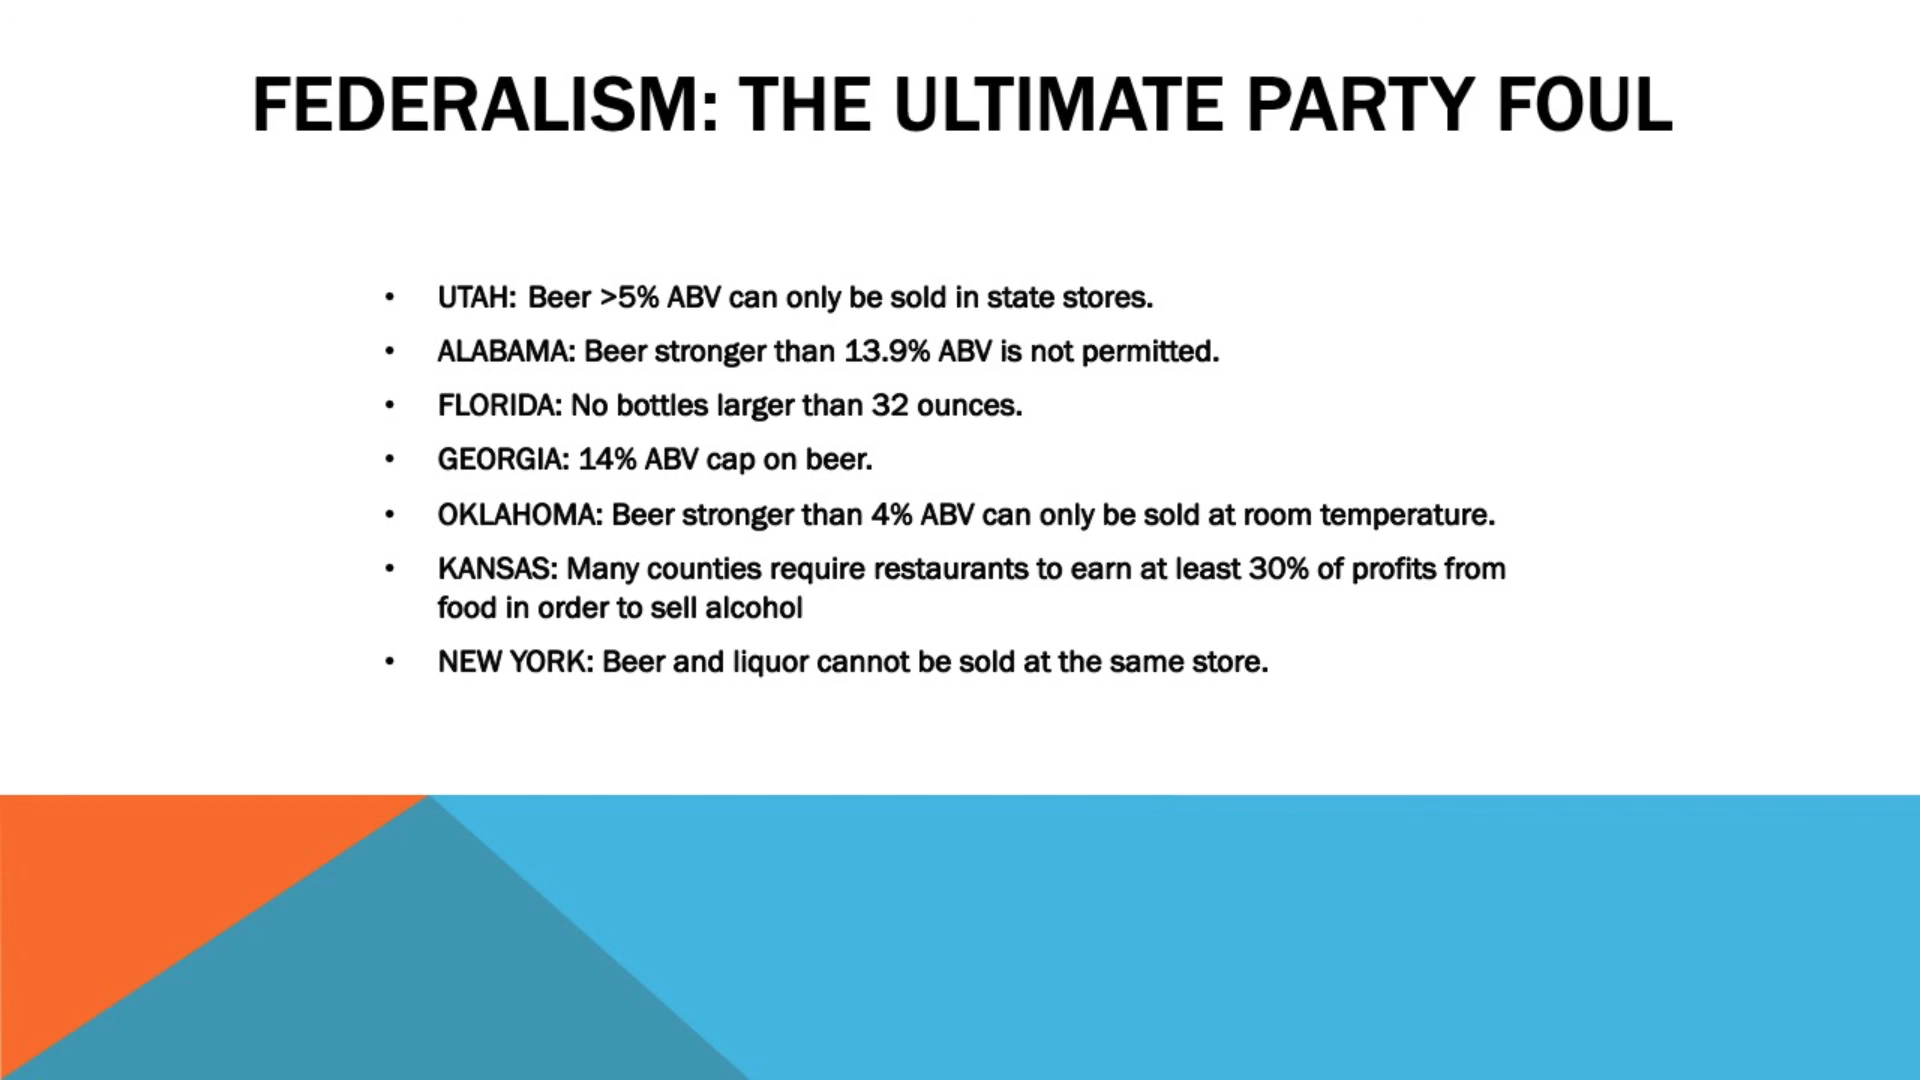 FEDERALISM: THE ULTIMATE PARTY FOUL
• UTAH: Beer >5% ABV can only be sold in state stores.
• ALABAMA: Beer stronger than 13.9% ABV is not permitted.
• FLORIDA: No bottles larger than 32 ounces.
• GEORGIA: 14% ABV cap on beer.
• OKLAHOMA: Beer stronger than 4% ABV can only be sold at room temperature.
• KANSAS: Many counties require restaurants to earn at least 30% of profits from
food in order to sell alcohol
• NEW YORK: Beer and liquor cannot be sold at the same store.